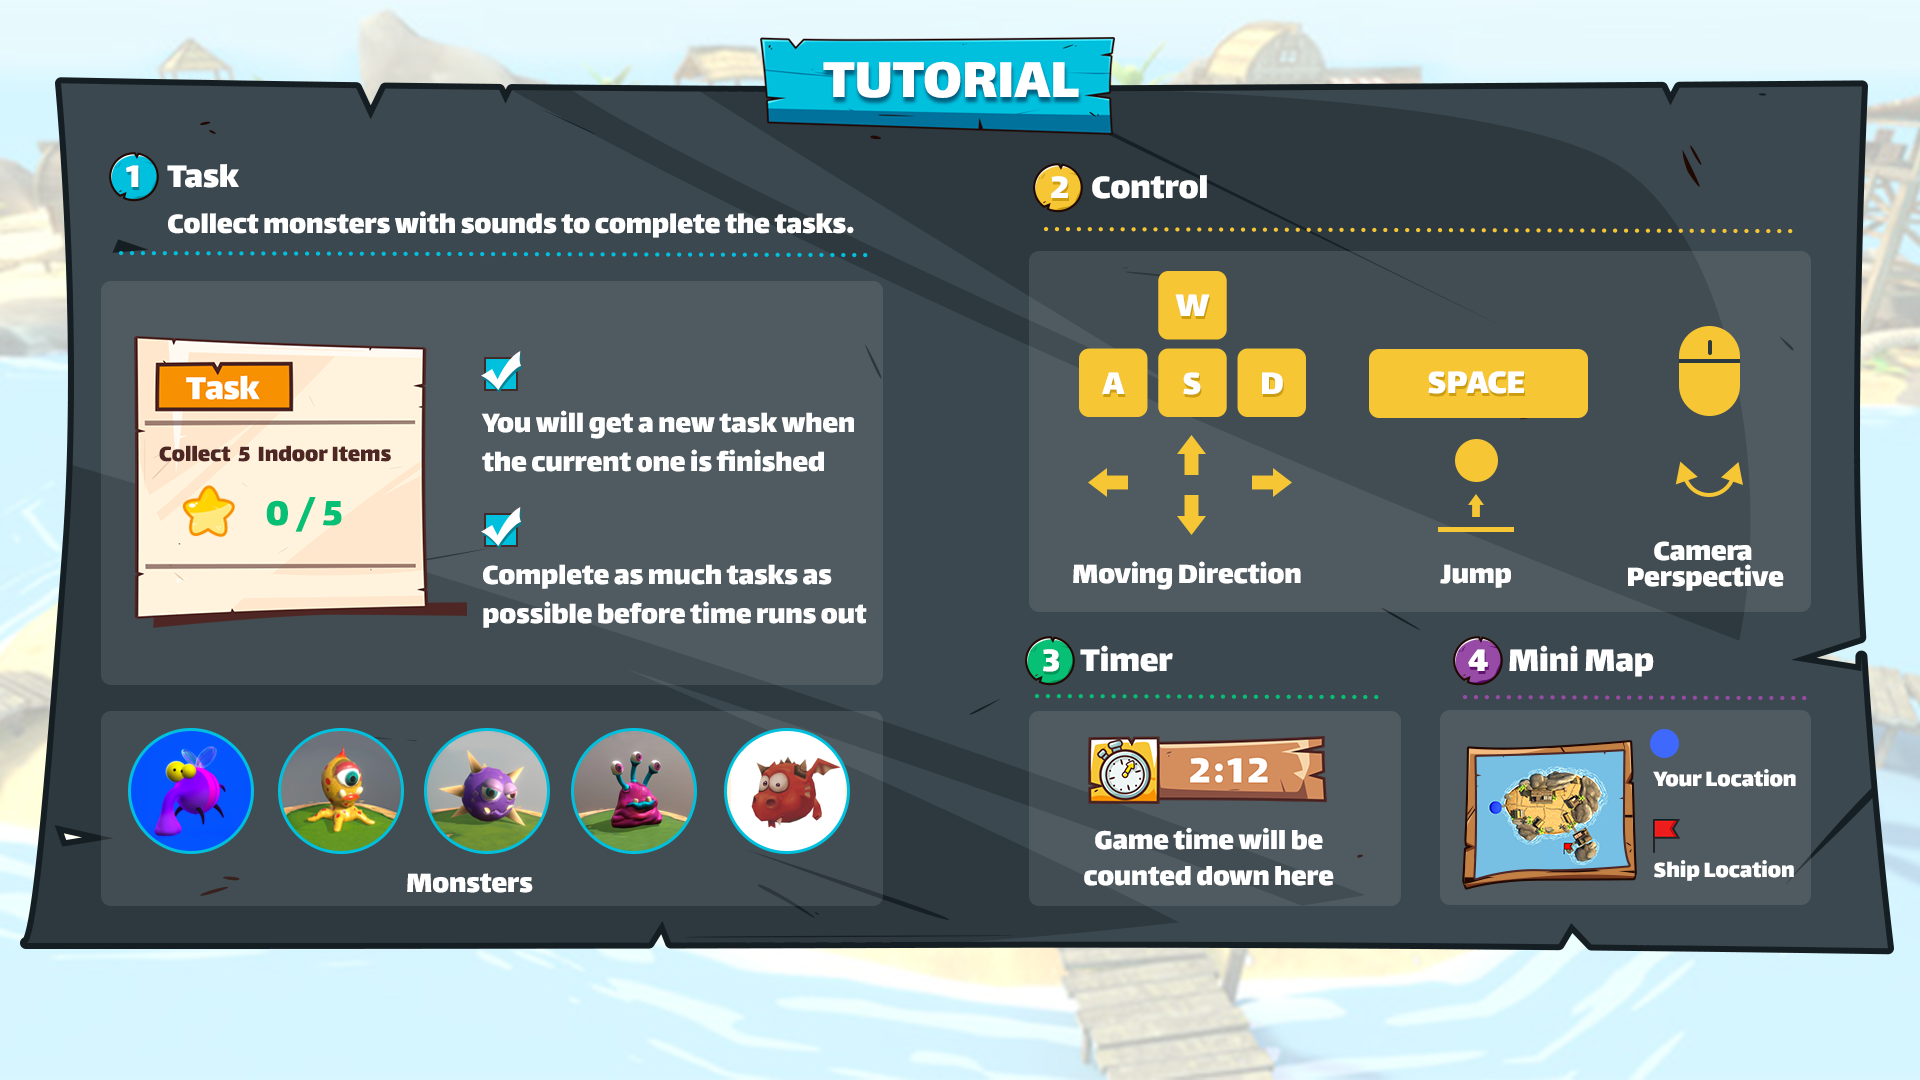 TUTORIAL
1 Task
Collect monsters with sounds to complete the tasks.
Task
Collect 5 Indoor Items
0 / 5
You will get a new task when
the current one is finished
Complete as much tasks as
possible before time runs out
Monsters
2 Control
W
A S D
SPACE
Moving Direction
Jump
Camera
Perspective
3 Timer
2:12
Game time will be
counted down here
4 Mini Map
Your Location
Ship Location